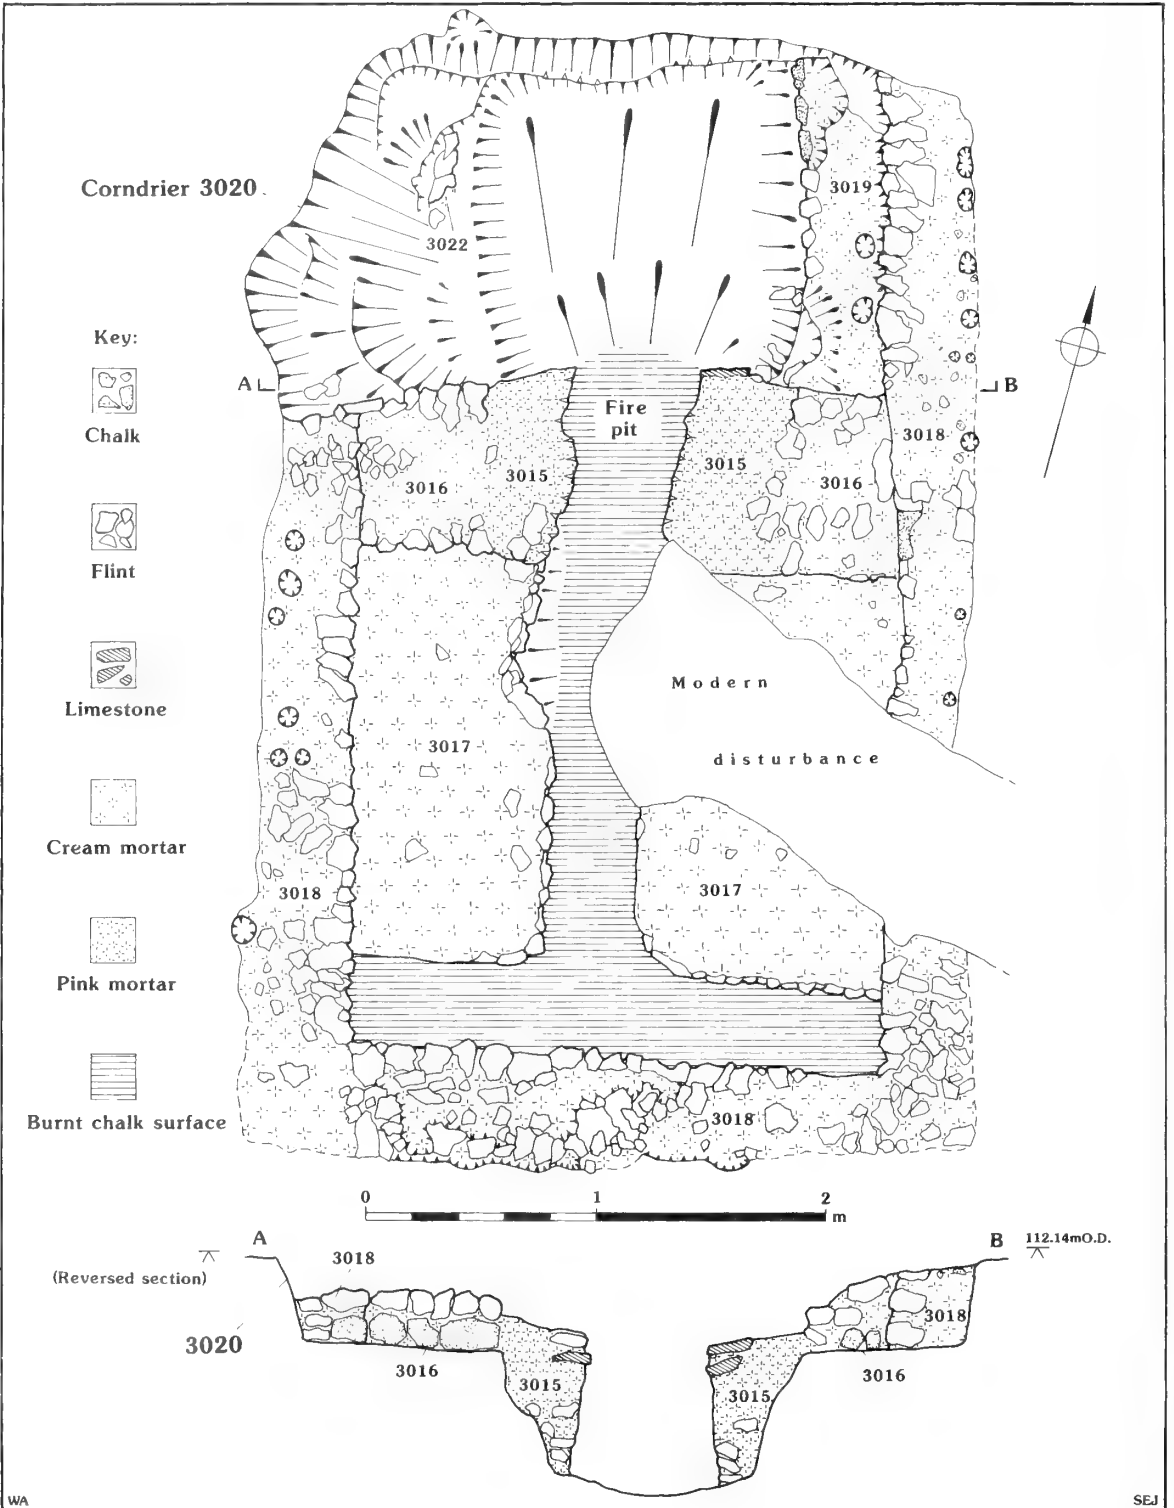 Corndrier 3020
3022
3019
Key:
A
B
Fire
pit
3018
Chalk
3015
3015
3016
3016
Flint
Limestone
Modern
3017
disturbance
Cream mortar
3018
3017
Pink mortar
Burnt chalk surface
3018
0 1 2
m
A
B
112.14mO.D.
3018
(Reversed section)
3018
3020
3016
3016
3015
3015
WA
SEJ